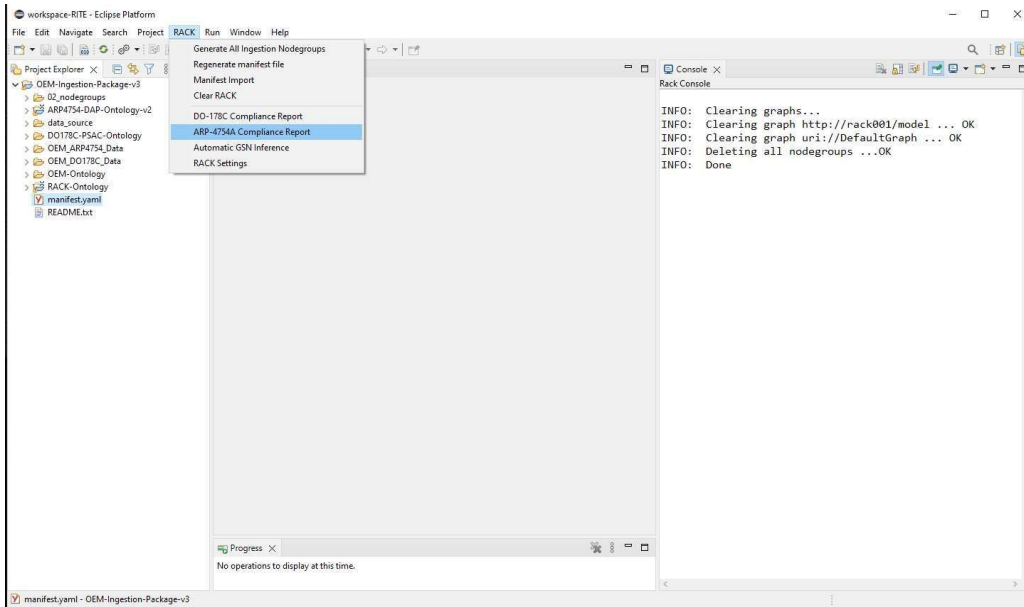 workspace-RITE - Eclipse Platform
File Edit Navigate Search Project RACK Run Window Help
Generate All Ingestion Nodegroups
Regenerate manifest file
Manifest Import
Clear RACK
DO-178C Compliance Report
ARP-4754A Compliance Report
Automatic GSN Inference
RACK Settings
Project Explorer
OEM-Ingestion-Package-v3
02_nodegroups
ARP4754-DAP-Ontology-v2
data_source
DO178C-PSAC-Ontology
OEM_ARP4754_Data
OEM_DO178C_Data
OEM-Ontology
RACK-Ontology
manifest.yaml
README.txt
Console
Rack Console
INFO: Clearing graphs...
INFO: Clearing graph http://rack001/model ... OK
INFO: Clearing graph uri://DefaultGraph ... OK
INFO: Deleting all nodegroups ...OK
INFO: Done
Progress
No operations to display at this time.
manifest.yaml - OEM-Ingestion-Package-v3